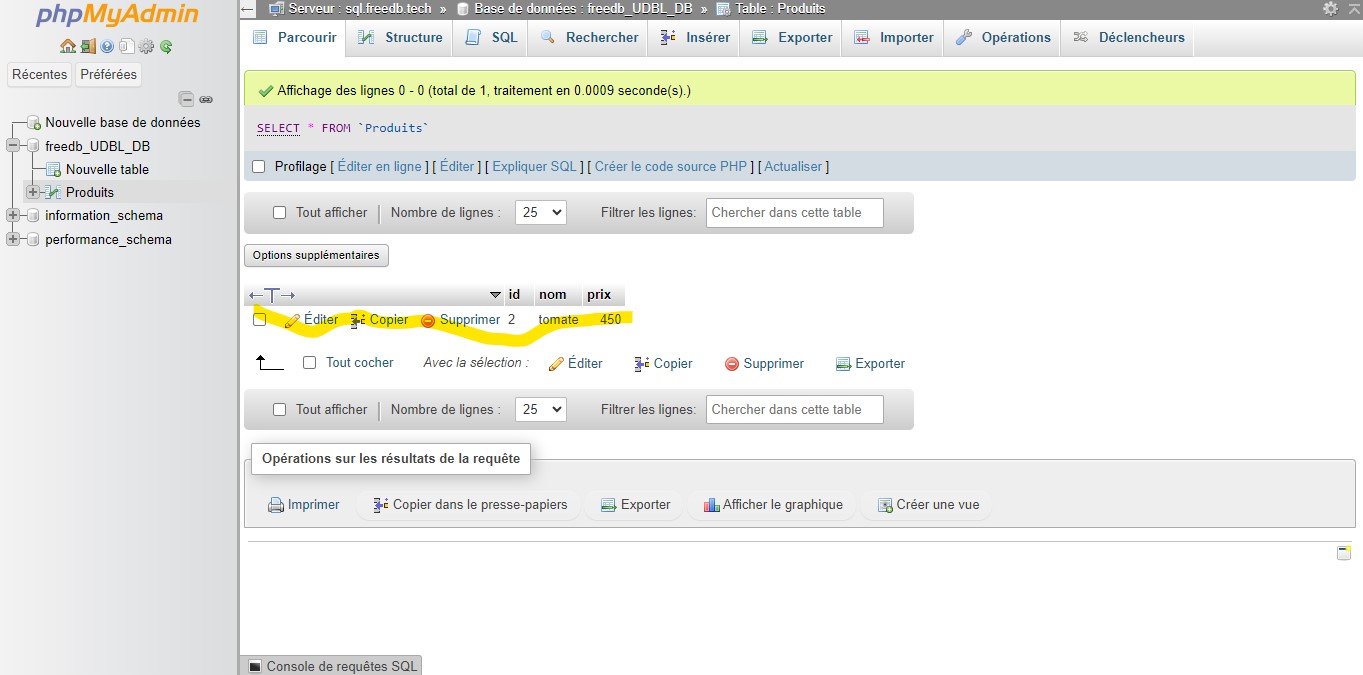 phpMyAdmin
Récentes Préférées
Nouvelle base de données
freedb_UDBL_DB
Nouvelle table
Produits
information_schema
performance_schema
Serveur : sql.freedb.tech » Base de données : freedb_UDBL_DB » Table : Produits
Parcourir Structure SQL Rechercher Insérer Exporter Importer Opérations Déclencheurs
Affichage des lignes 0 - 0 (total de 1, traitement en 0.0009 seconde(s).)
SELECT * FROM `Produits`
Profilage [ Éditer en ligne ] [ Éditer ] [ Expliquer SQL ] [ Créer le code source PHP ] [ Actualiser ]
Tout afficher | Nombre de lignes : 25 Filtrer les lignes: Chercher dans cette table
Options supplémentaires
←T→ id nom prix
Éditer Copier Supprimer 2 tomate 450
Tout cocher Avec la sélection : Éditer Copier Supprimer Exporter
Tout afficher | Nombre de lignes : 25 Filtrer les lignes: Chercher dans cette table
Opérations sur les résultats de la requête
Imprimer Copier dans le presse-papiers Exporter Afficher le graphique Créer une vue
Console de requêtes SQL